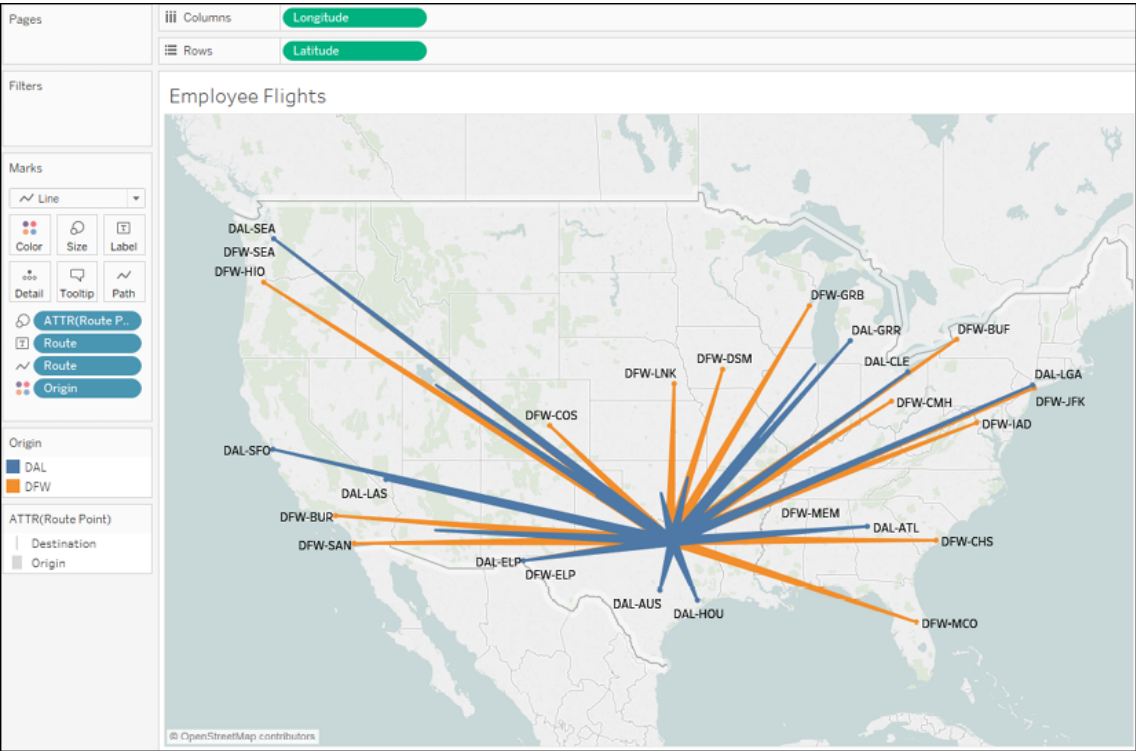 Pages
Columns
Longitude
Rows
Latitude
Filters
Employee Flights
Marks
Line
Color
Size
Label
Detail
Tooltip
Path
ATTR(Route P..
Route
Route
Origin
Origin
DAL
DFW
ATTR(Route Point)
Destination
Origin
DAL-SEA
DFW-SEA
DFW-HIO
DFW-GRB
DAL-GRR
DFW-BUF
DFW-DSM
DAL-CLE
DFW-LNK
DAL-LGA
DFW-CMH
DFW-JFK
DFW-COS
DFW-IAD
DAL-SFO
DAL-LAS
DFW-MEM
DFW-BUR
DAL-ATL
DFW-SAN
DFW-CHS
DAL-ELP
DFW-ELP
DAL-AUS
DAL-HOU
DFW-MCO
© OpenStreetMap contributors